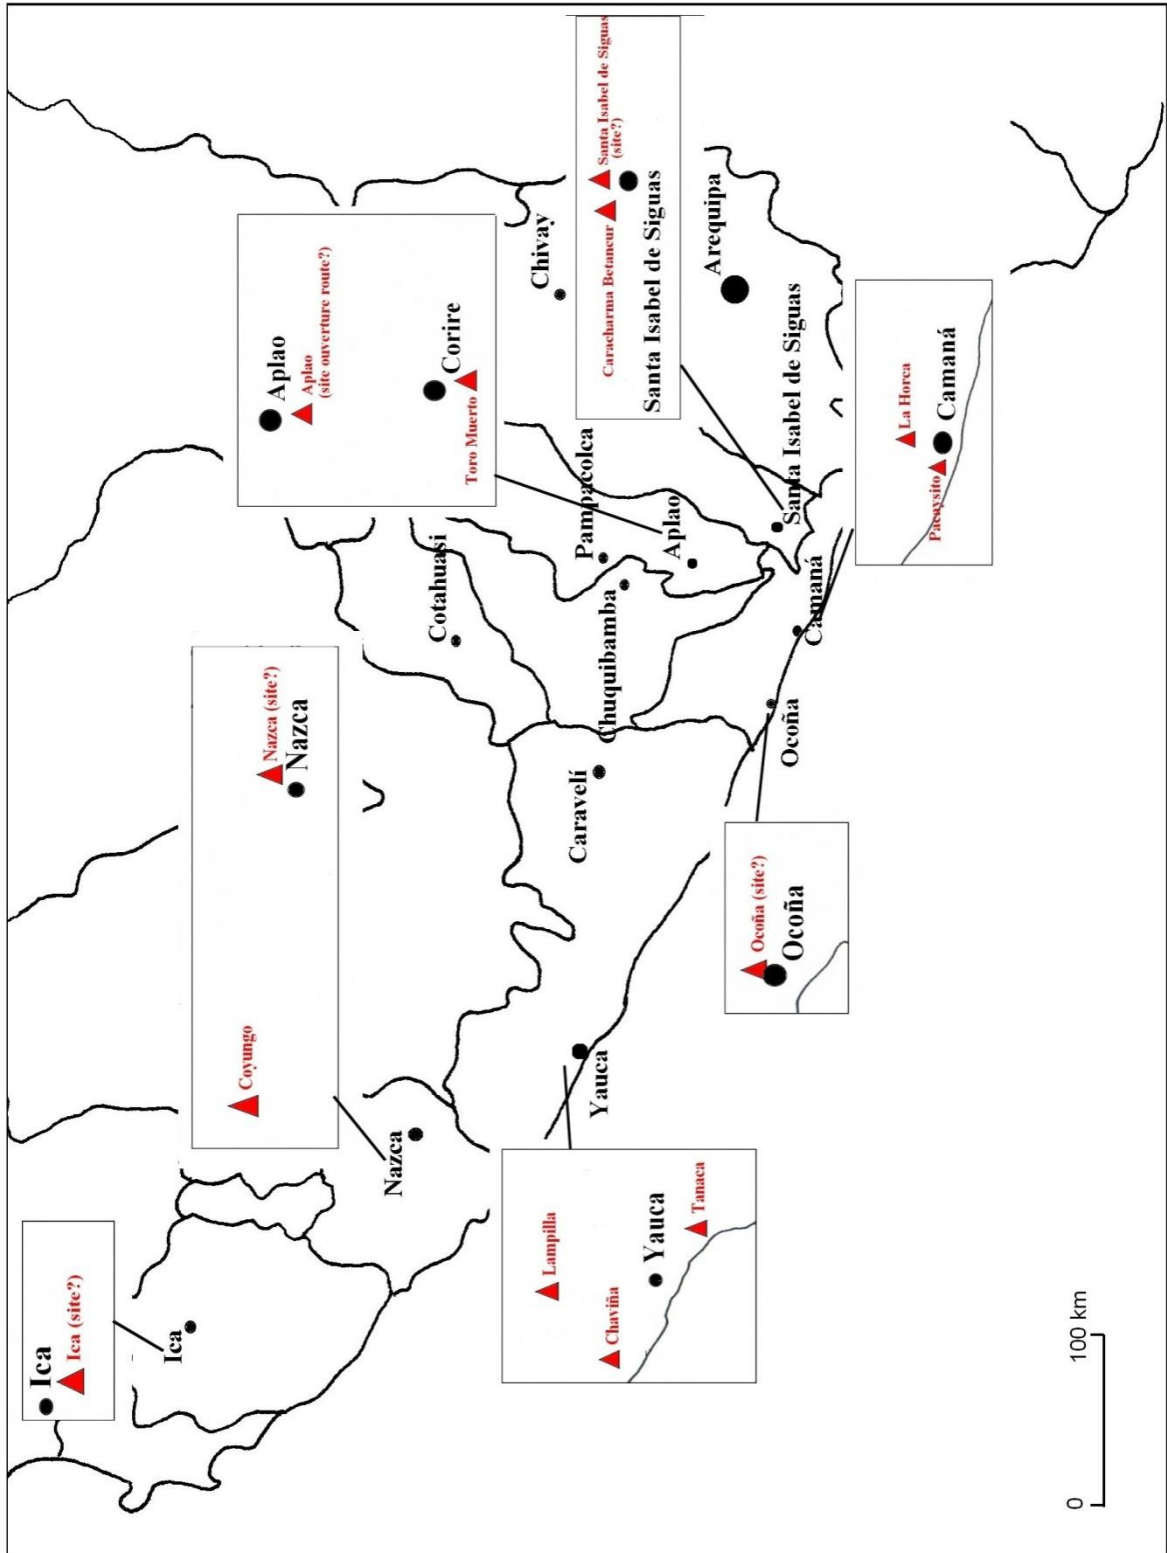 Ica
Ica (site?)
Ica
Coyungo
Nazca (site?)
Nazca
Nazca
Lampilla
Chaviña
Yauca
Tanaca
Yauca
Ocoña (site?)
Ocoña
Ocoña
Caravelí
Cotahuasi
Chuquibamba
Pampacolca
Aplao
Aplao
Aplao
(site ouverture route?)
Corire
Toro Muerto
Chivay
Santa Isabel de Siguas
(site?)
Caracharma Betancur
Santa Isabel de Siguas
Arequipa
Santa Isabel de Siguas
Camaná
La Horca
Pacaysito
Camaná
0
100 km